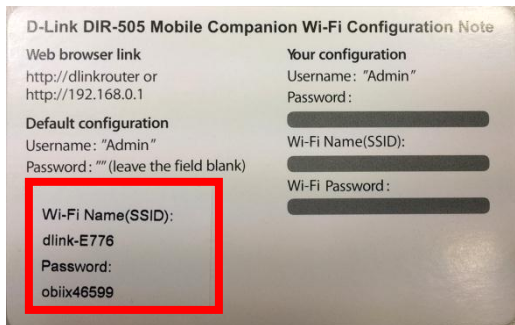 D-Link DIR-505 Mobile Companion Wi-Fi Configuration Note
Web browser link
http://dlinkrouter or
http://192.168.0.1
Default configuration
Username: "Admin"
Password: "" (leave the field blank)
Wi-Fi Name(SSID):
dlink-E776
Password:
obiix46599
Your configuration
Username: "Admin"
Password:
Wi-Fi Name(SSID):
Wi-Fi Password: